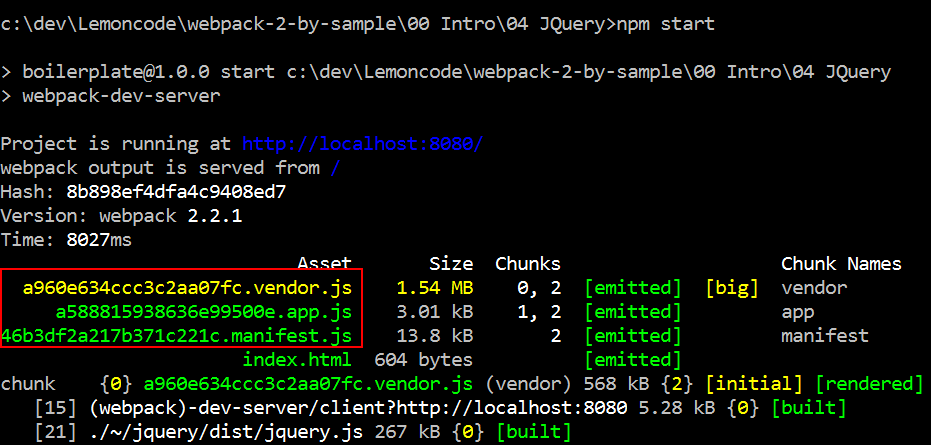 c:\dev\Lemoncode\webpack-2-by-sample\00 Intro\04 JQuery>npm start
> boilerplate@1.0.0 start c:\dev\Lemoncode\webpack-2-by-sample\00 Intro\04 JQuery
> webpack-dev-server
Project is running at http://localhost:8080/
webpack output is served from /
Hash: 8b898ef4dfa4c9408ed7
Version: webpack 2.2.1
Time: 8027ms
Asset Size Chunks Chunk Names
a960e634ccc3c2aa07fc.vendor.js 1.54 MB 0, 2 [emitted] [big] vendor
a588815938636e99500e.app.js 3.01 kB 1, 2 [emitted] app
46b3df2a217b371c221c.manifest.js 13.8 kB 2 [emitted] manifest
index.html 604 bytes [emitted]
chunk {0} a960e634ccc3c2aa07fc.vendor.js (vendor) 568 kB {2} [initial] [rendered]
[15] (webpack)-dev-server/client?http://localhost:8080 5.28 kB {0} [built]
[21] ./~/jquery/dist/jquery.js 267 kB {0} [built]